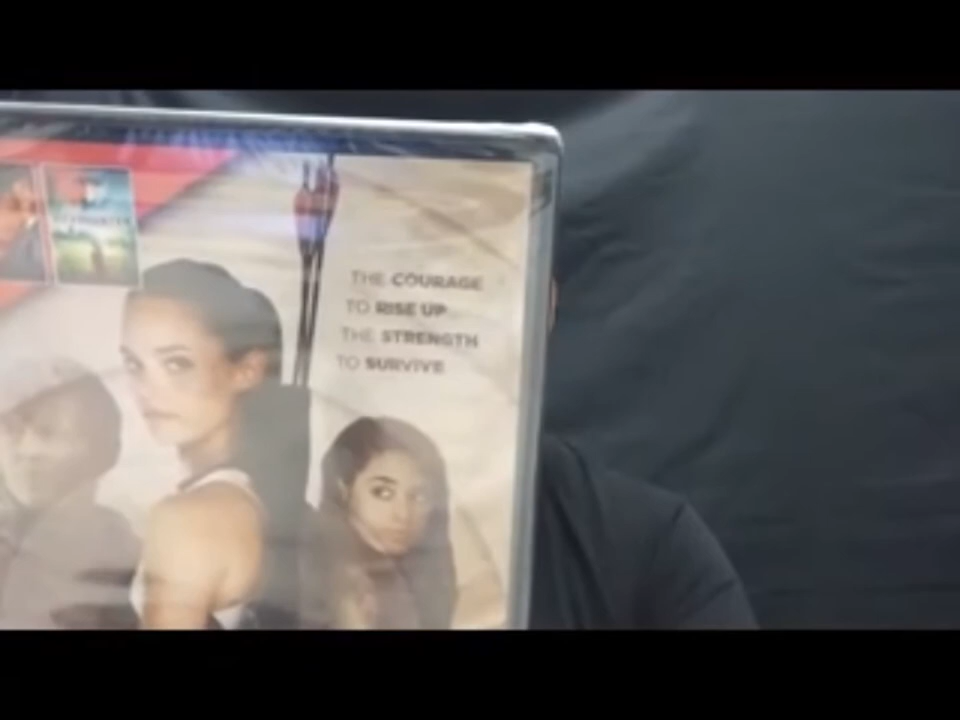 THE COURAGE
TO RISE UP
THE STRENGTH
TO SURVIVE